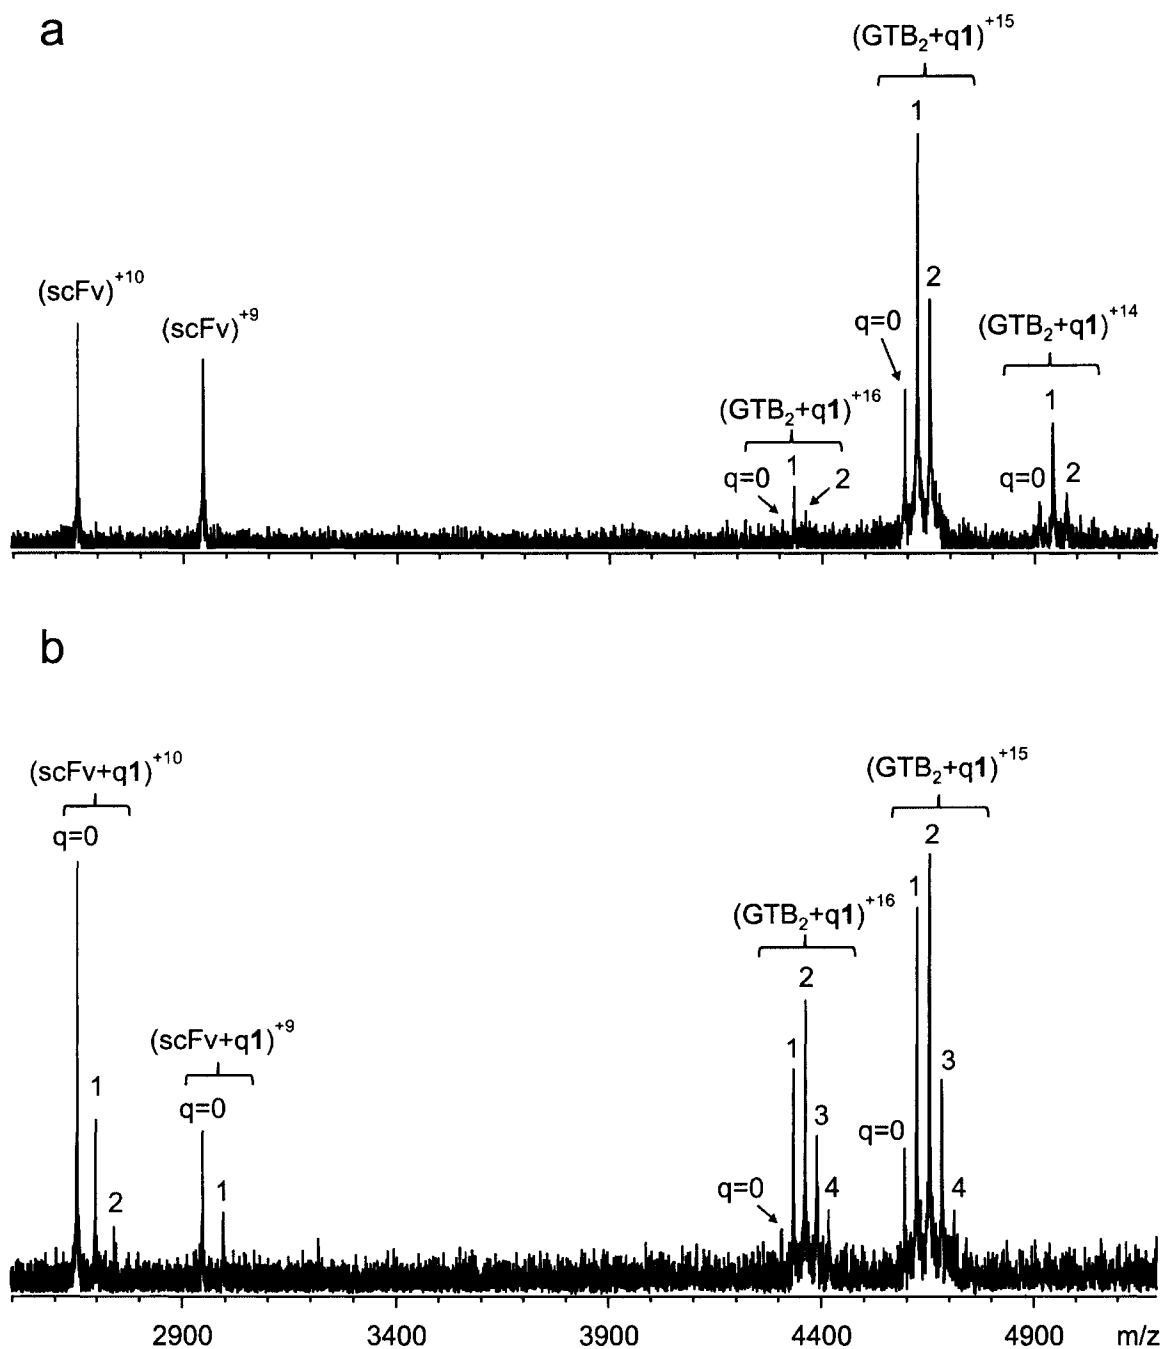 a
(GTB₂+q1)⁺¹⁵
1
(scFv)⁺¹⁰
2
(scFv)⁺⁹
q=0
(GTB₂+q1)⁺¹⁴
(GTB₂+q1)⁺¹⁶
1
1
q=0
2
q=0
2
b
(scFv+q1)⁺¹⁰
(GTB₂+q1)⁺¹⁵
q=0
2
1
(GTB₂+q1)⁺¹⁶
2
(scFv+q1)⁺⁹
1
3
1
q=0
3
q=0
2
1
q=0
4
4
2900 3400 3900 4400 4900 m/z